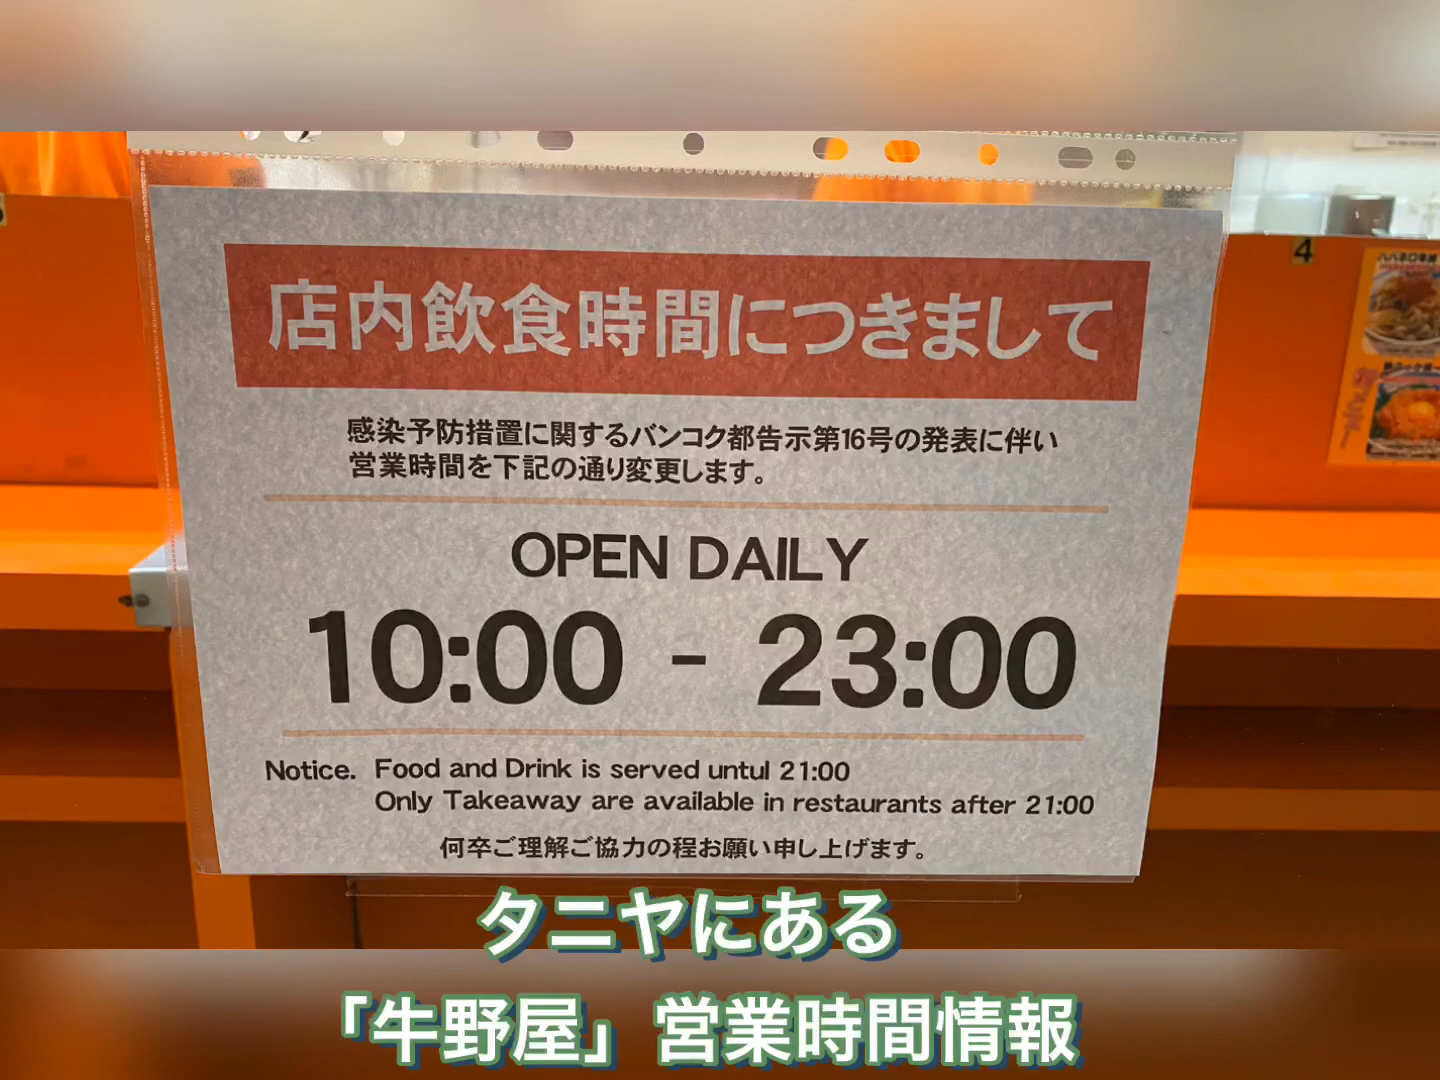 4
店内飲食時間につきまして
感染予防措置に関するバンコク都告示第16号の発表に伴い
営業時間を下記の通り変更します。
OPEN DAILY
10:00 - 23:00
Notice. Food and Drink is served untul 21:00
Only Takeaway are available in restaurants after 21:00
何卒ご理解ご協力の程お願い申し上げます。
タニヤにある
「牛野屋」営業時間情報